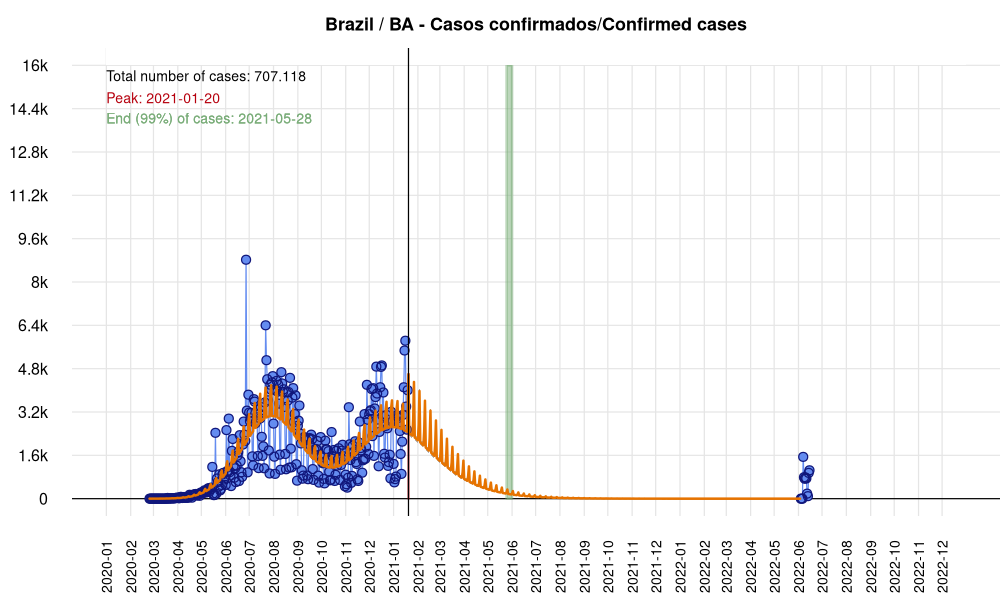 Brazil / BA - Casos confirmados/Confirmed cases
Total number of cases: 707.118
Peak: 2021-01-20
End (99%) of cases: 2021-05-28
16k
14.4k
12.8k
11.2k
9.6k
8k
6.4k
4.8k
3.2k
1.6k
0
2020-01
2020-02
2020-03
2020-04
2020-05
2020-06
2020-07
2020-08
2020-09
2020-10
2020-11
2020-12
2021-01
2021-02
2021-03
2021-04
2021-05
2021-06
2021-07
2021-08
2021-09
2021-10
2021-11
2021-12
2022-01
2022-02
2022-03
2022-04
2022-05
2022-06
2022-07
2022-08
2022-09
2022-10
2022-11
2022-12